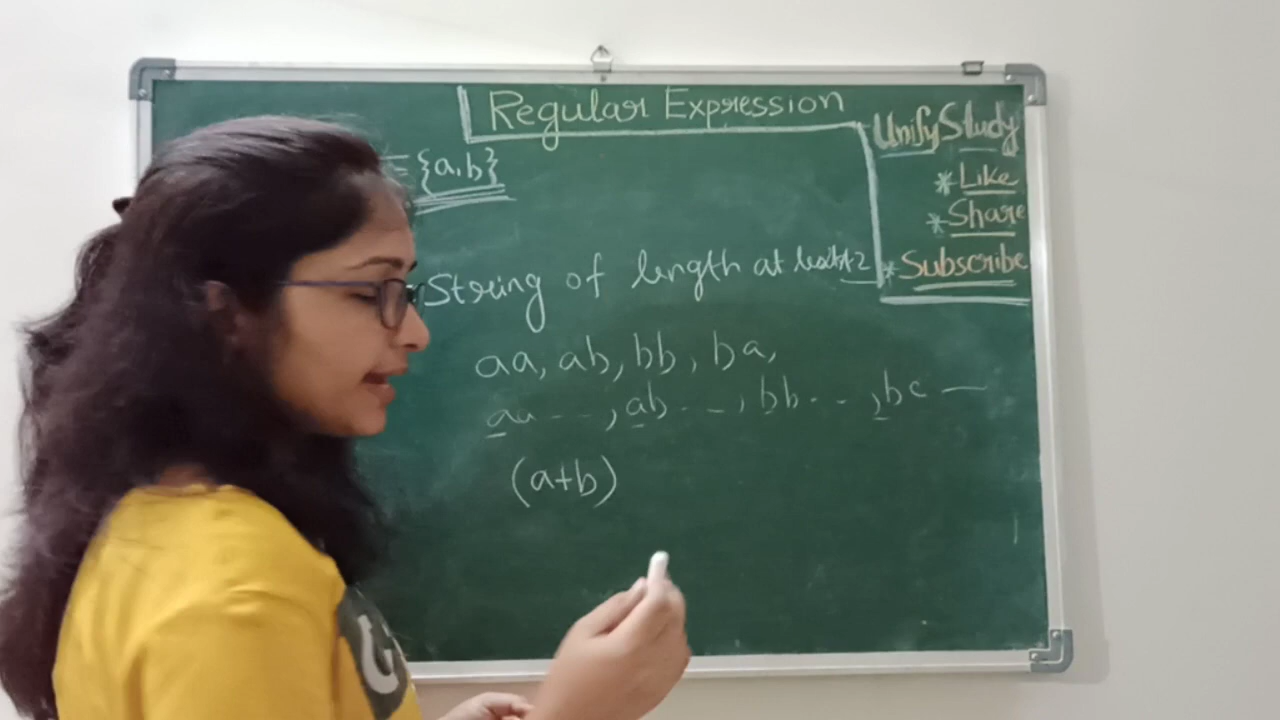 Regular Expression
UnifyStudy
* Like
* Share
* Subscribe
= {a,b}
String of length at least 2
aa, ab, bb, ba,
aa - - , ab - - , bb - - , ba —
(a+b)